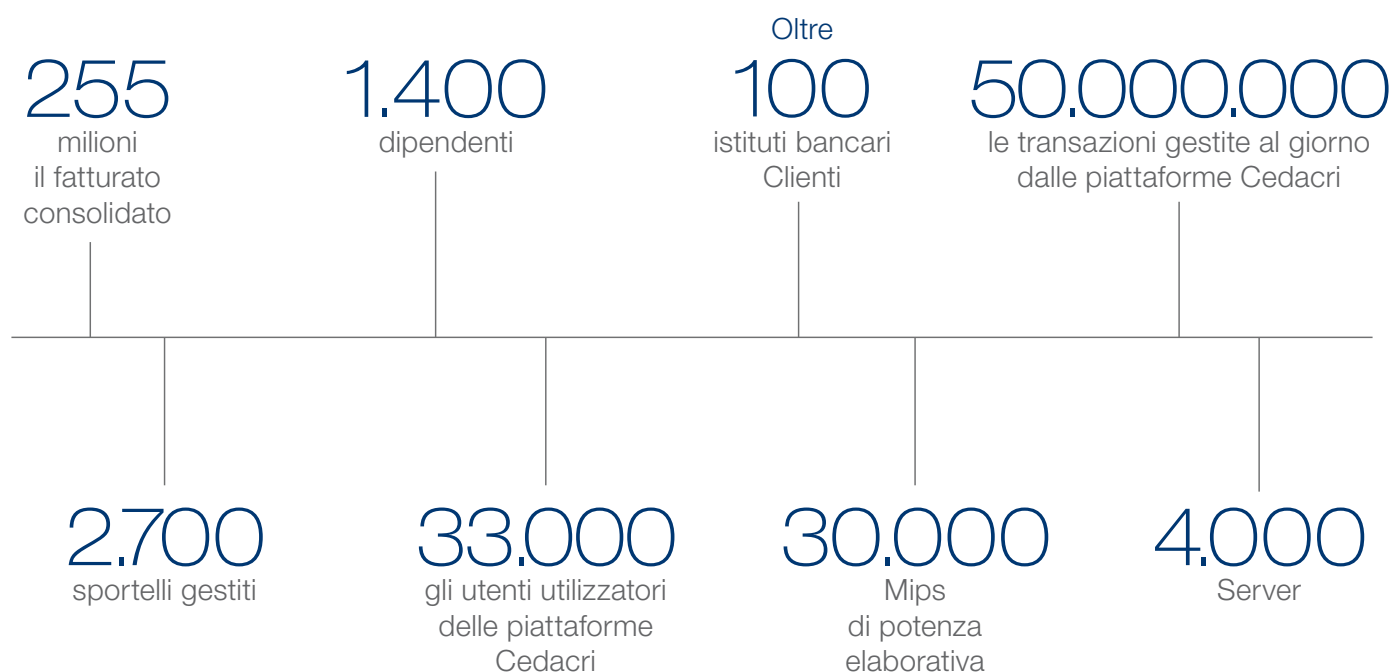 255
milioni
il fatturato
consolidato
1.400
dipendenti
Oltre
100
istituti bancari
Clienti
50.000.000
le transazioni gestite al giorno
dalle piattaforme Cedacri
2.700
sportelli gestiti
33.000
gli utenti utilizzatori
delle piattaforme
Cedacri
30.000
Mips
di potenza
elaborativa
4.000
Server